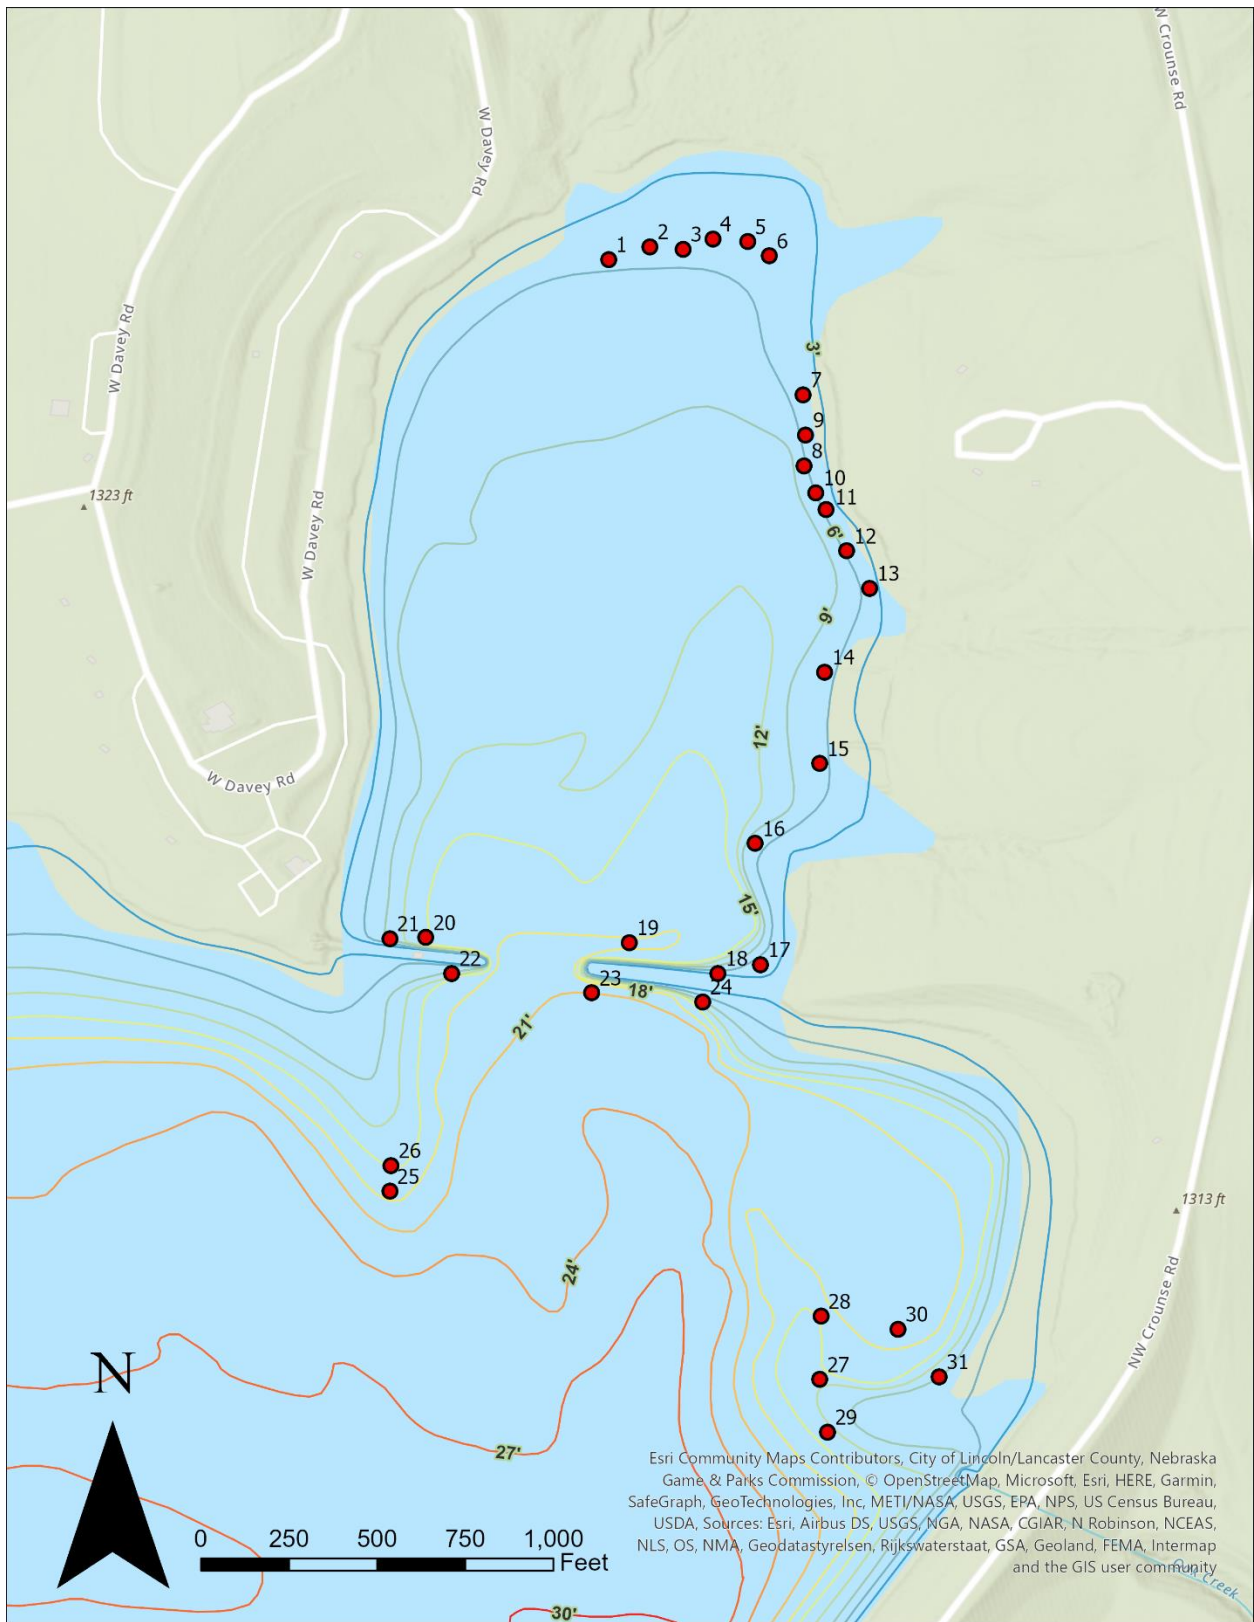 W Crounse Rd
W Davey Rd
4
5
2
3
6
1
3'
W Davey Rd
7
9
8
1323 ft
10
11
6'
W Davey Rd
12
13
9'
14
12'
15
W Davey Rd
16
15'
20
21
19
17
22
18
23
18'
24
21'
26
25
1313 ft
24'
28
30
NW Crounse Rd
N
27
31
29
27'
Esri Community Maps Contributors, City of Lincoln/Lancaster County, Nebraska
Game & Parks Commission, © OpenStreetMap, Microsoft, Esri, HERE, Garmin,
SafeGraph, GeoTechnologies, Inc, METI/NASA, USGS, EPA, NPS, US Census Bureau,
USDA, Sources: Esri, Airbus DS, USGS, NGA, NASA, CGIAR, N Robinson, NCEAS,
NLS, OS, NMA, Geodatastyrelsen, Rijkswaterstaat, GSA, Geoland, FEMA, Intermap
and the GIS user community
0 250 500 750 1,000
Feet
Oak Creek
30'